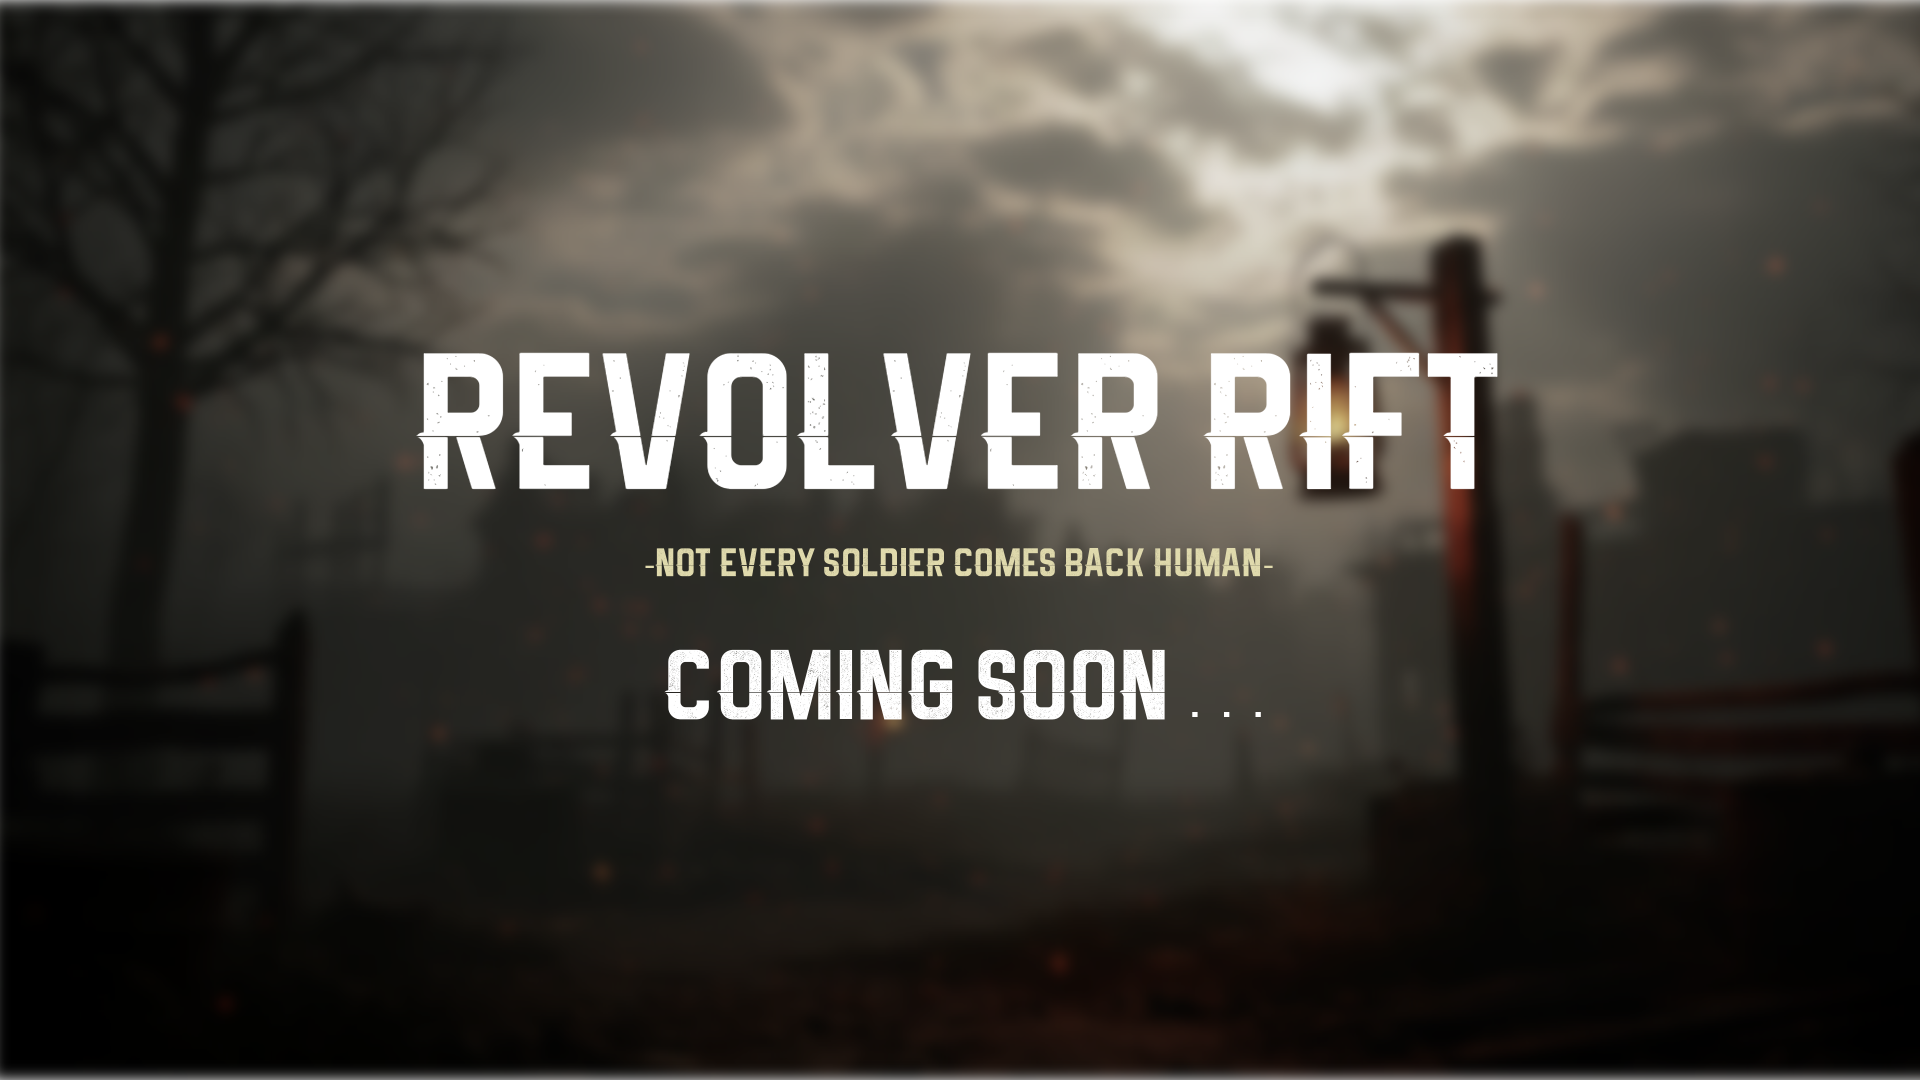 REVOLVER RIFT
-NOT EVERY SOLDIER COMES BACK HUMAN-
COMING SOON . . .